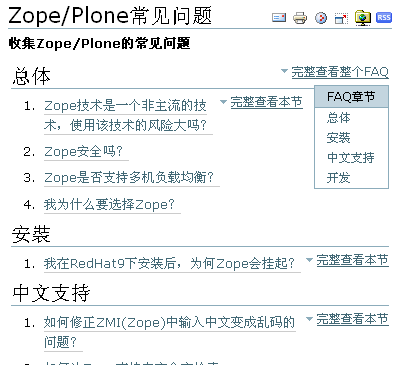 Zope/Plone常见问题
RSS
收集Zope/Plone的常见问题
完整查看整个FAQ
总体
FAQ章节
总体
安装
中文支持
开发
1. Zope技术是一个非主流的技
术，使用该技术的风险大吗？
完整查看本节
2. Zope安全吗？
3. Zope是否支持多机负载均衡？
4. 我为什么要选择Zope？
安装
1. 我在RedHat9下安装后，为何Zope会挂起？
完整查看本节
中文支持
1. 如何修正ZMI(Zope)中输入中文变成乱码的
问题？
完整查看本节